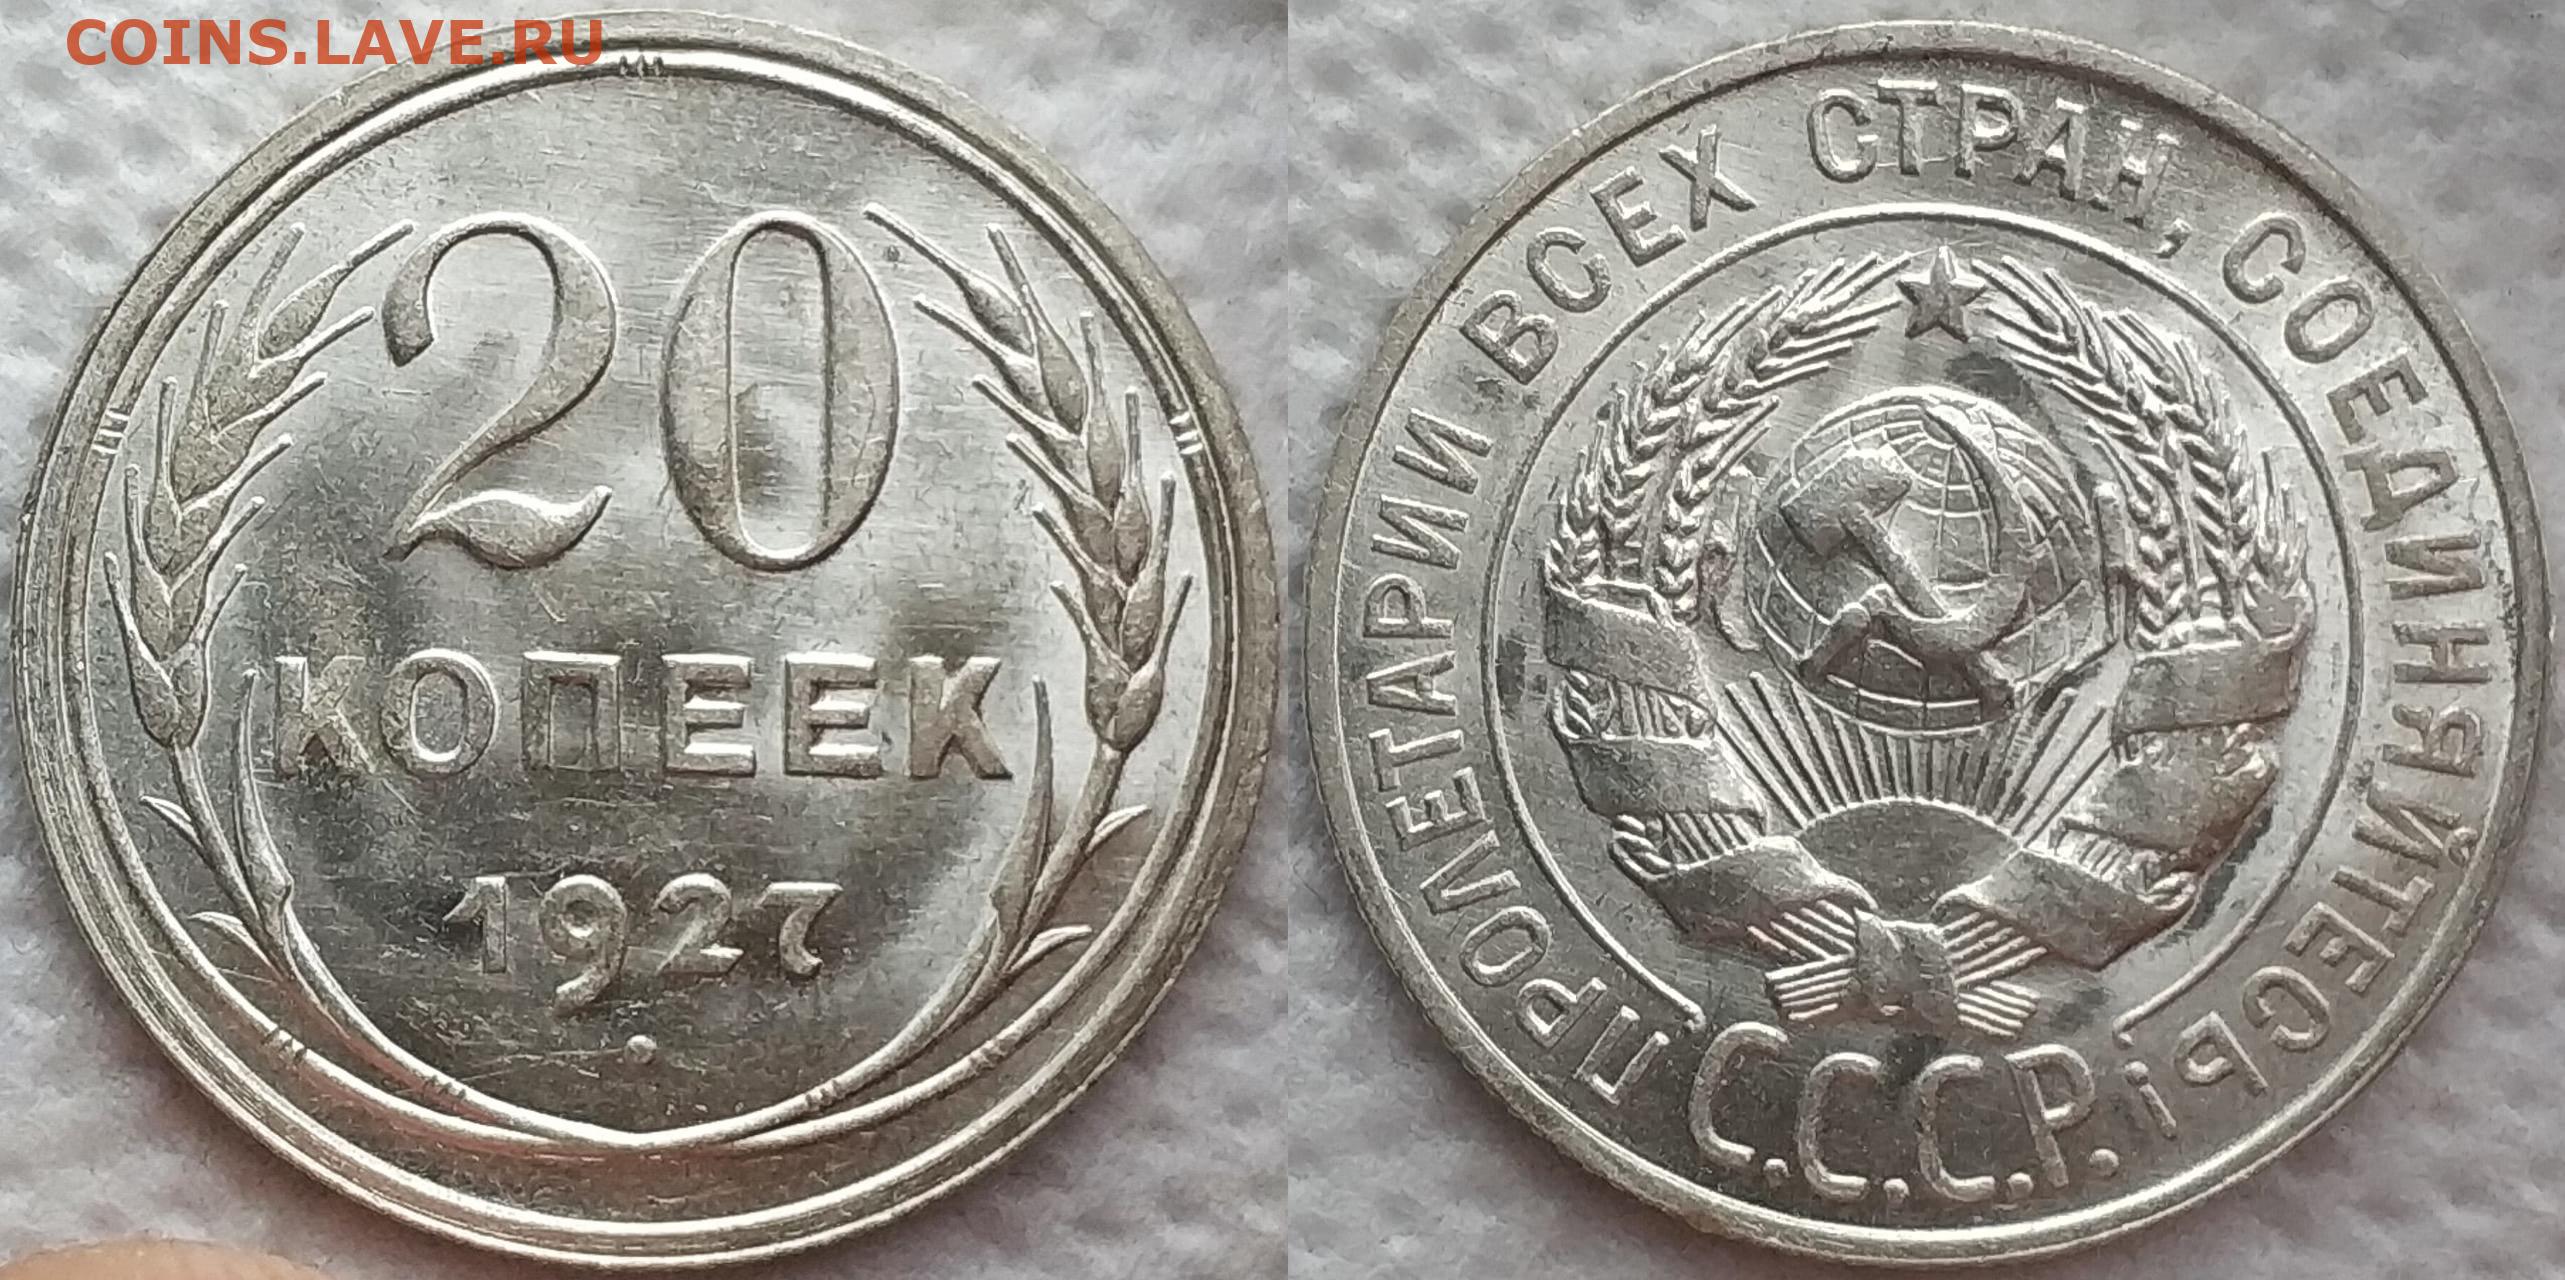 COINS.LAVE.RU
20
КОПЕЕК
1927
ПРОЛЕТАРИИ ВСЕХ СТРАН, СОЕДИНЯЙТЕСЬ!
С.С.С.Р.